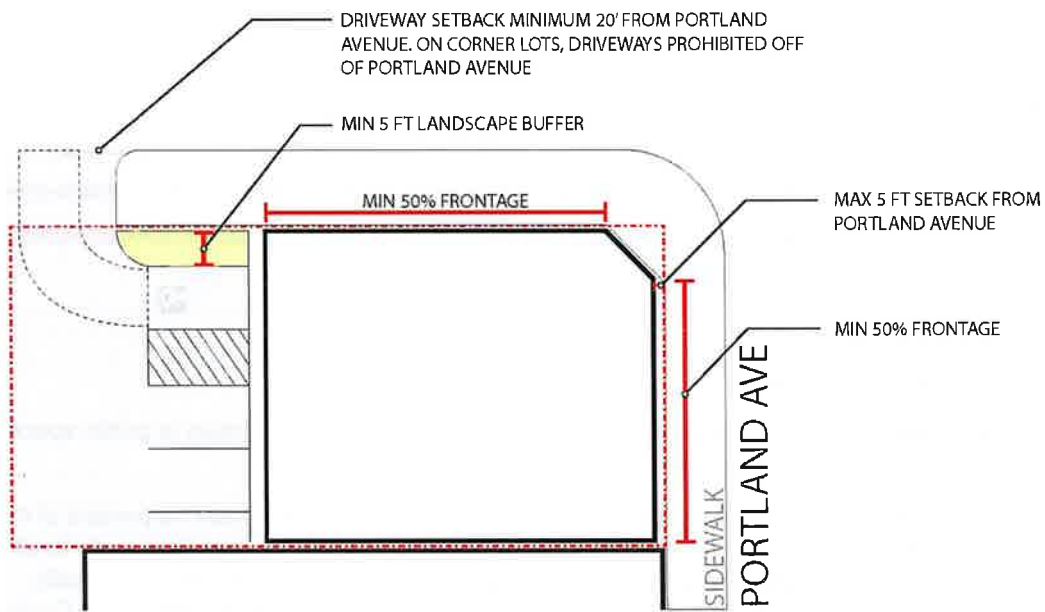 DRIVEWAY SETBACK MINIMUM 20' FROM PORTLAND
AVENUE. ON CORNER LOTS, DRIVEWAYS PROHIBITED OFF
OF PORTLAND AVENUE
MIN 5 FT LANDSCAPE BUFFER
MIN 50% FRONTAGE
MAX 5 FT SETBACK FROM
PORTLAND AVENUE
MIN 50% FRONTAGE
SIDEWALK
PORTLAND AVE